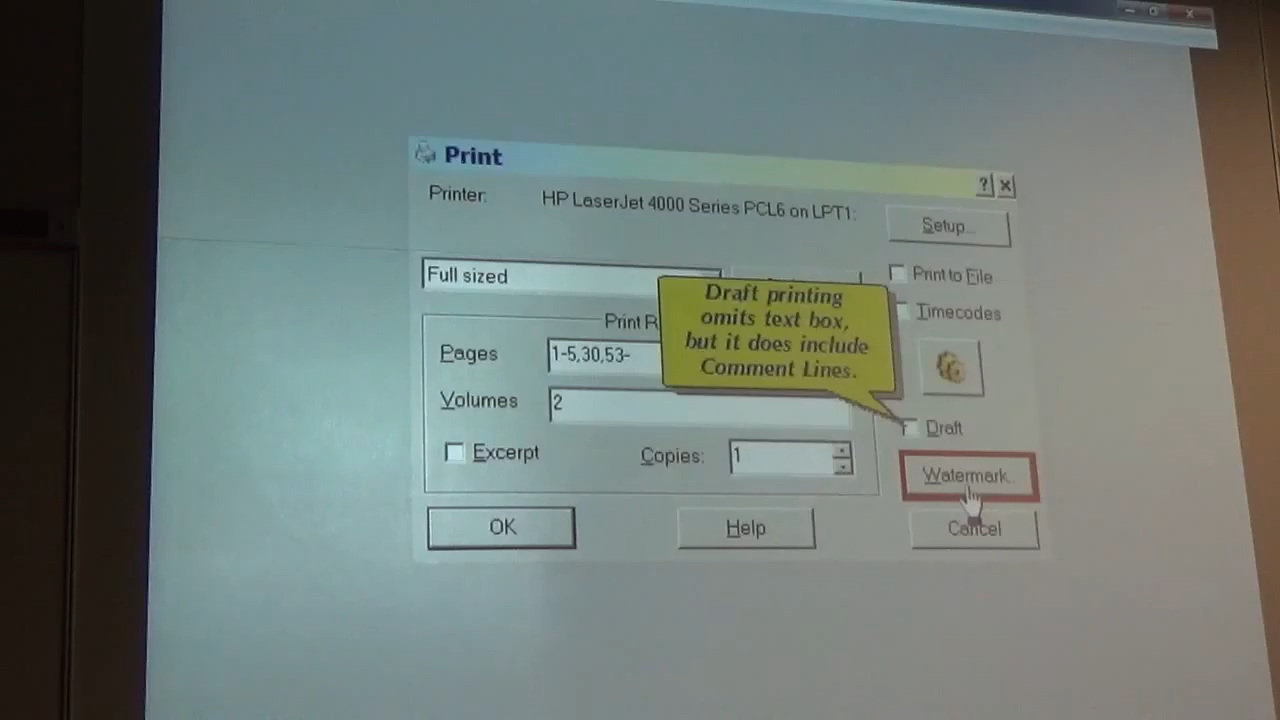 Print
Printer: HP LaserJet 4000 Series PCL6 on LPT1:
Setup...
Full sized
Print to File
Timecodes
Draft printing
omits text box,
but it does include
Comment Lines.
Print R
Pages 1-5,30,53-
Volumes 2
Draft
Excerpt Copies: 1
Watermark..
OK Help Cancel